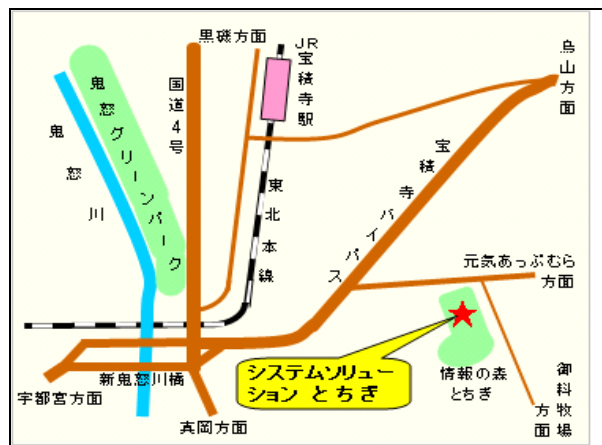 黒磯方面
JR
宝積寺駅
烏山方面
国道4号
鬼怒グリーンパーク
鬼怒川
東北本線
宝積寺バイパス
元気あっぷむら
方面
システムソリュー
ション とちぎ
情報の森
とちぎ
御料牧場
方面
新鬼怒川橋
宇都宮方面
真岡方面